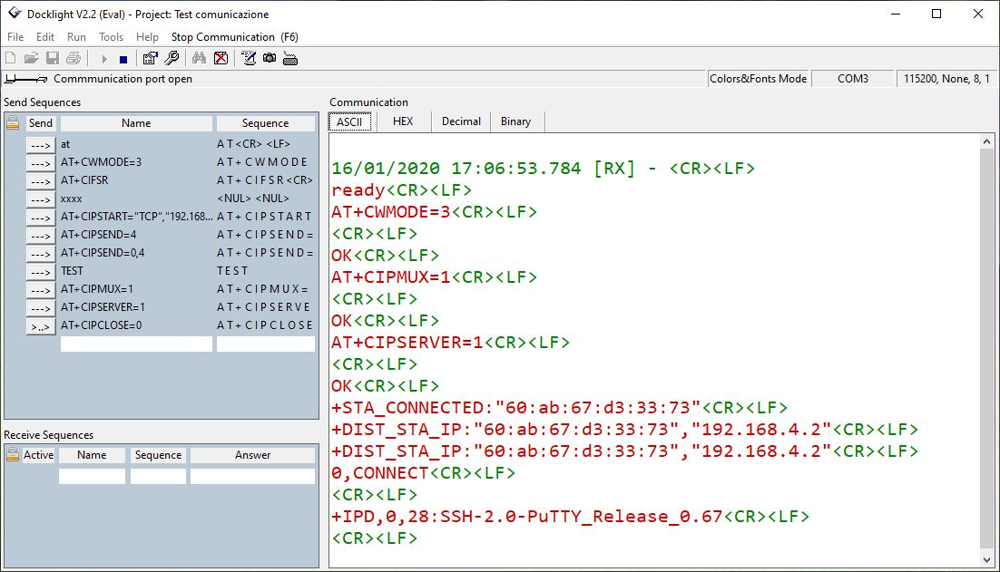 Docklight V2.2 (Eval) - Project: Test comunicazione
File Edit Run Tools Help Stop Communication (F6)
Commmunication port open Colors&Fonts Mode COM3 115200, None, 8, 1
Send Sequences
Send Name Sequence
---> at A T <CR> <LF>
---> AT+CWMODE=3 A T + C W M O D E
---> AT+CIFSR A T + C I F S R <CR>
---> xxxx <NUL> <NUL>
---> AT+CIPSTART="TCP","192.168... A T + C I P S T A R T
---> AT+CIPSEND=4 A T + C I P S E N D =
---> AT+CIPSEND=0,4 A T + C I P S E N D =
---> TEST T E S T
---> AT+CIPMUX=1 A T + C I P M U X =
---> AT+CIPSERVER=1 A T + C I P S E R V E
>..> AT+CIPCLOSE=0 A T + C I P C L O S E
Receive Sequences
Active Name Sequence Answer
Communication
ASCII HEX Decimal Binary
16/01/2020 17:06:53.784 [RX] - <CR><LF>
ready<CR><LF>
AT+CWMODE=3<CR><LF>
<CR><LF>
OK<CR><LF>
AT+CIPMUX=1<CR><LF>
<CR><LF>
OK<CR><LF>
AT+CIPSERVER=1<CR><LF>
<CR><LF>
OK<CR><LF>
+STA_CONNECTED:"60:ab:67:d3:33:73"<CR><LF>
+DIST_STA_IP:"60:ab:67:d3:33:73","192.168.4.2"<CR><LF>
+DIST_STA_IP:"60:ab:67:d3:33:73","192.168.4.2"<CR><LF>
0,CONNECT<CR><LF>
<CR><LF>
+IPD,0,28:SSH-2.0-PuTTY_Release_0.67<CR><LF>
<CR><LF>